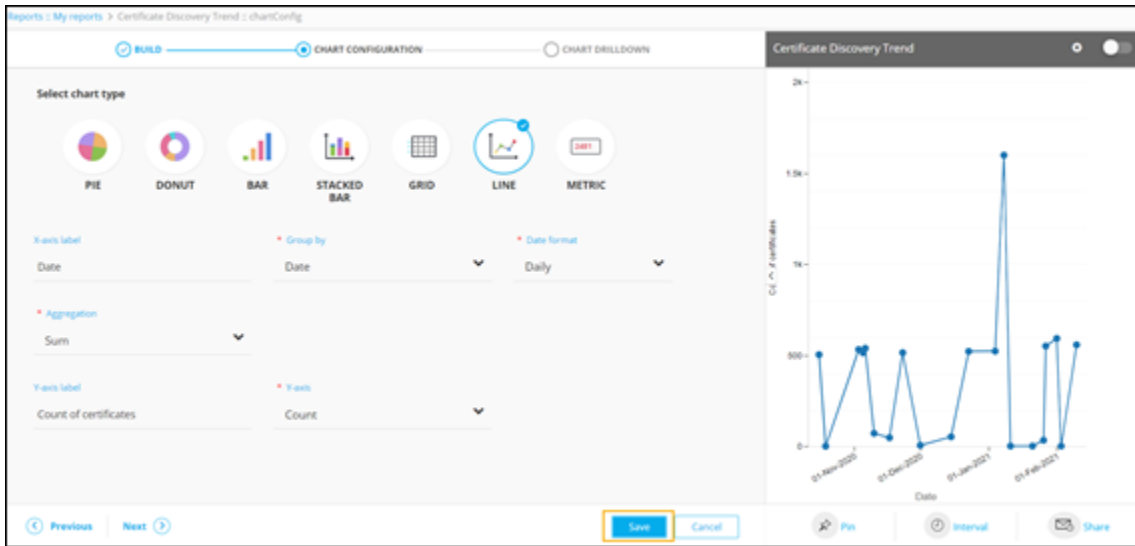 Reports :: My reports > Certificate Discovery Trend :: chartConfig
BUILD
CHART CONFIGURATION
CHART DRILLDOWN
Certificate Discovery Trend
Select chart type
2481
PIE
DONUT
BAR
STACKED
BAR
GRID
LINE
METRIC
X-axis label
* Group by
* Date format
Date
Date
Daily
* Aggregation
Sum
Y-axis label
* Y-axis
Count of certificates
Count
2k
1.5k
1k
500
0
certificates
01-Nov-2020
01-Dec-2020
01-Jan-2021
01-Feb-2021
Date
Previous
Next
Save
Cancel
Pin
Interval
Share